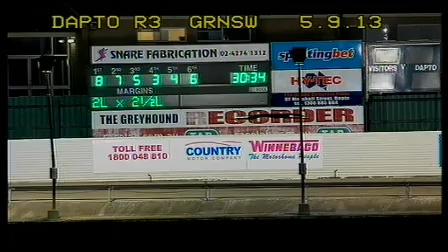 DAPTO R3 GRNSW 5.9.13
SNARE FABRICATION 02-4274 1312
sportingbet
1ST 2ND 3RD 4TH 5TH 6TH TIME
8 7 5 3 4 6 30:34
MARGINS
2L x 2½L
VISITORS V DAPTO
THE GREYHOUND RECORDER
TAB
TOLL FREE
1800 048 810
COUNTRY
MOTOR COMPANY
WINNEBAGO
The Motorhome People